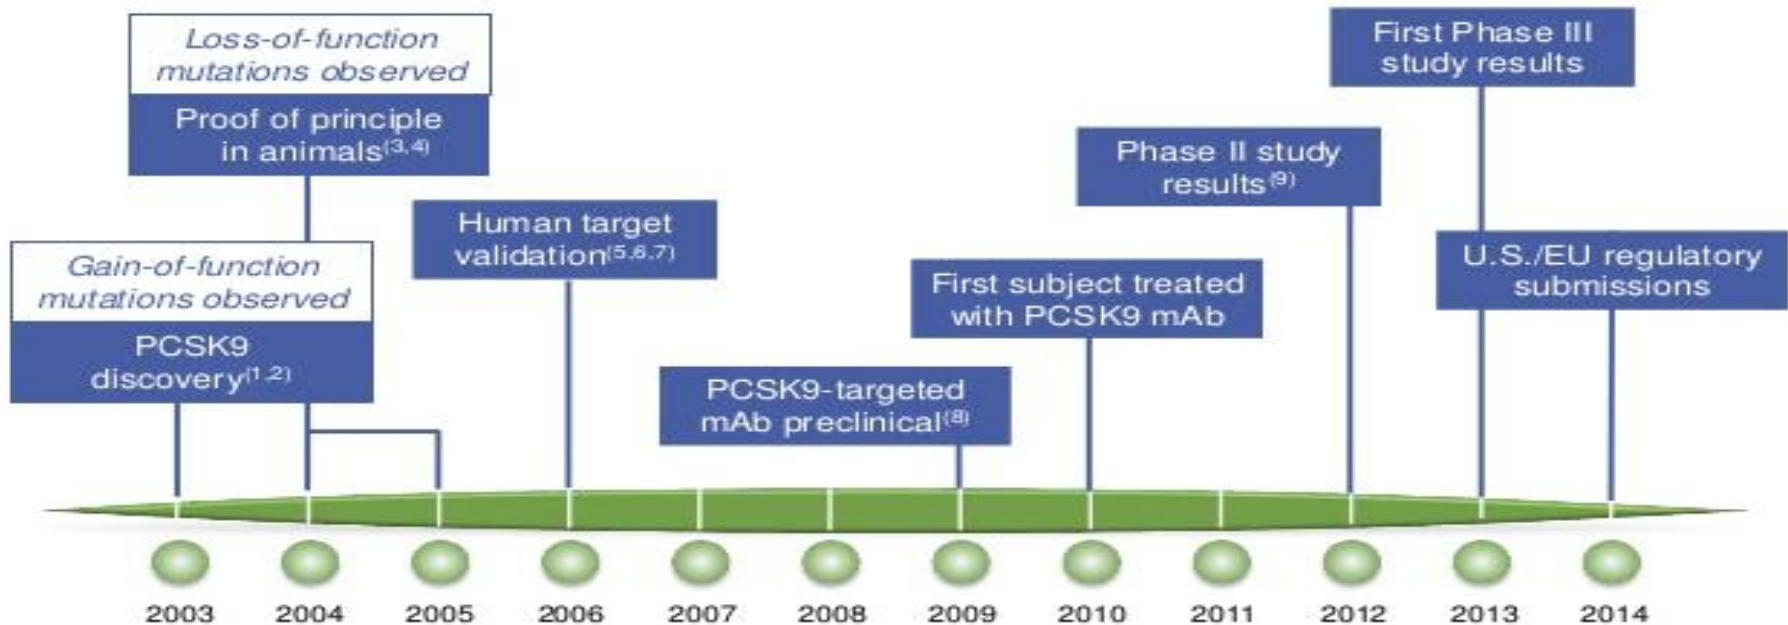 Loss-of-function
mutations observed
Proof of principle
in animals(3,4)
Gain-of-function
mutations observed
PCSK9
discovery(1,2)
Human target
validation(5,6,7)
PCSK9-targeted
mAb preclinical(8)
First subject treated
with PCSK9 mAb
Phase II study
results(9)
First Phase III
study results
U.S./EU regulatory
submissions
2003 2004 2005 2006 2007 2008 2009 2010 2011 2012 2013 2014